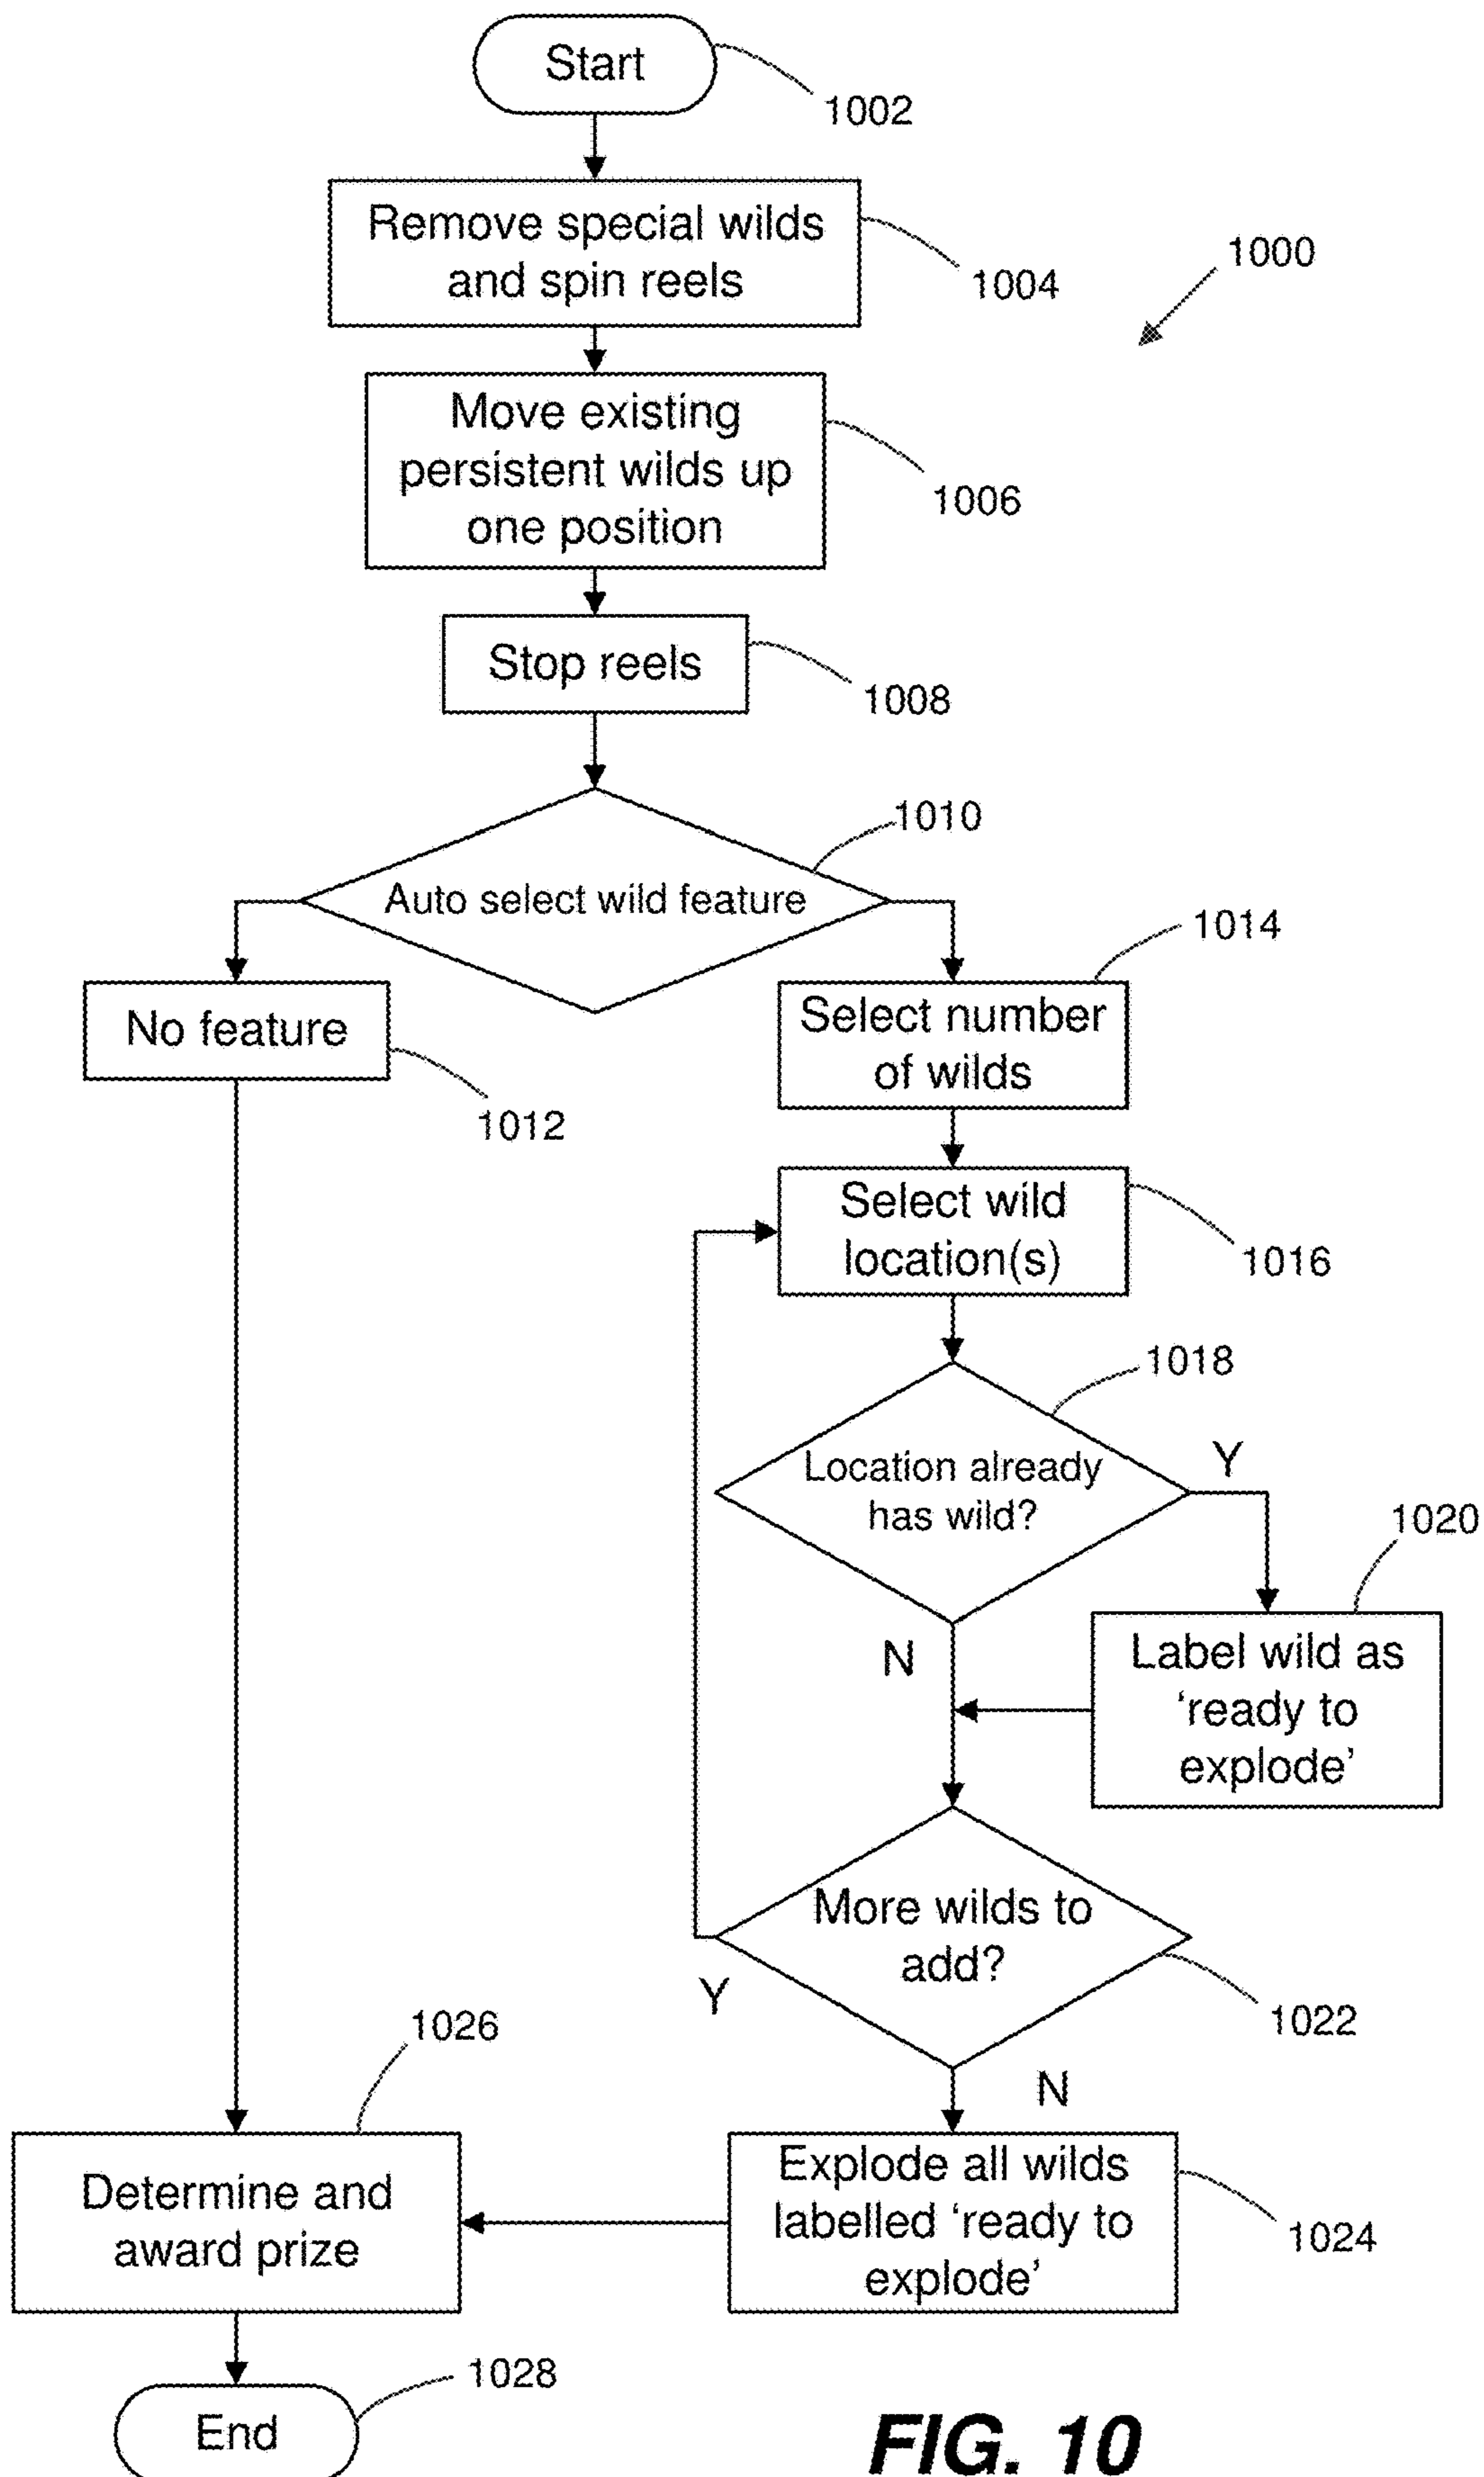 Start
1002
Remove special wilds
and spin reels
1004
1000
Move existing
persistent wilds up
one position
1006
Stop reels
1008
1010
Auto select wild feature
1014
No feature
1012
Select number
of wilds
Select wild
location(s)
1016
1018
Location already
has wild?
Y
1020
N
Label wild as
‘ready to
explode’
More wilds to
add?
Y
1022
N
1026
Determine and
award prize
Explode all wilds
labelled ‘ready to
explode’
1024
1028
End
FIG. 10